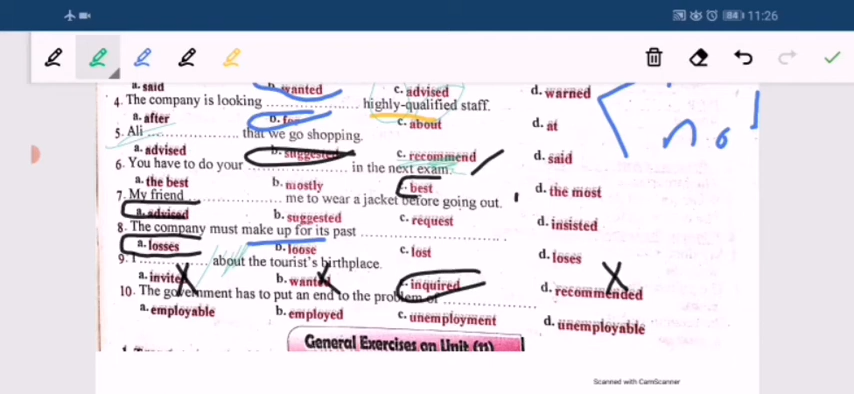 84 11:26
a. said b. wanted c. advised d. warned
4. The company is looking .................. highly-qualified staff.
a. after b. for c. about d. at
5. Ali .................. that we go shopping.
a. advised b. suggested c. recommend d. said
6. You have to do your .................. in the next exam.
a. the best b. mostly c. best d. the most
7. My friend .................. me to wear a jacket before going out.
a. advised b. suggested c. request d. insisted
8. The company must make up for its past ..................
a. losses b. loose c. lost d. loses
9. I .................. about the tourist's birthplace.
a. invited b. wanted c. inquired d. recommended
10. The government has to put an end to the problem of ..................
a. employable b. employed c. unemployment d. unemployable
General Exercises on Unit (11)
Scanned with CamScanner